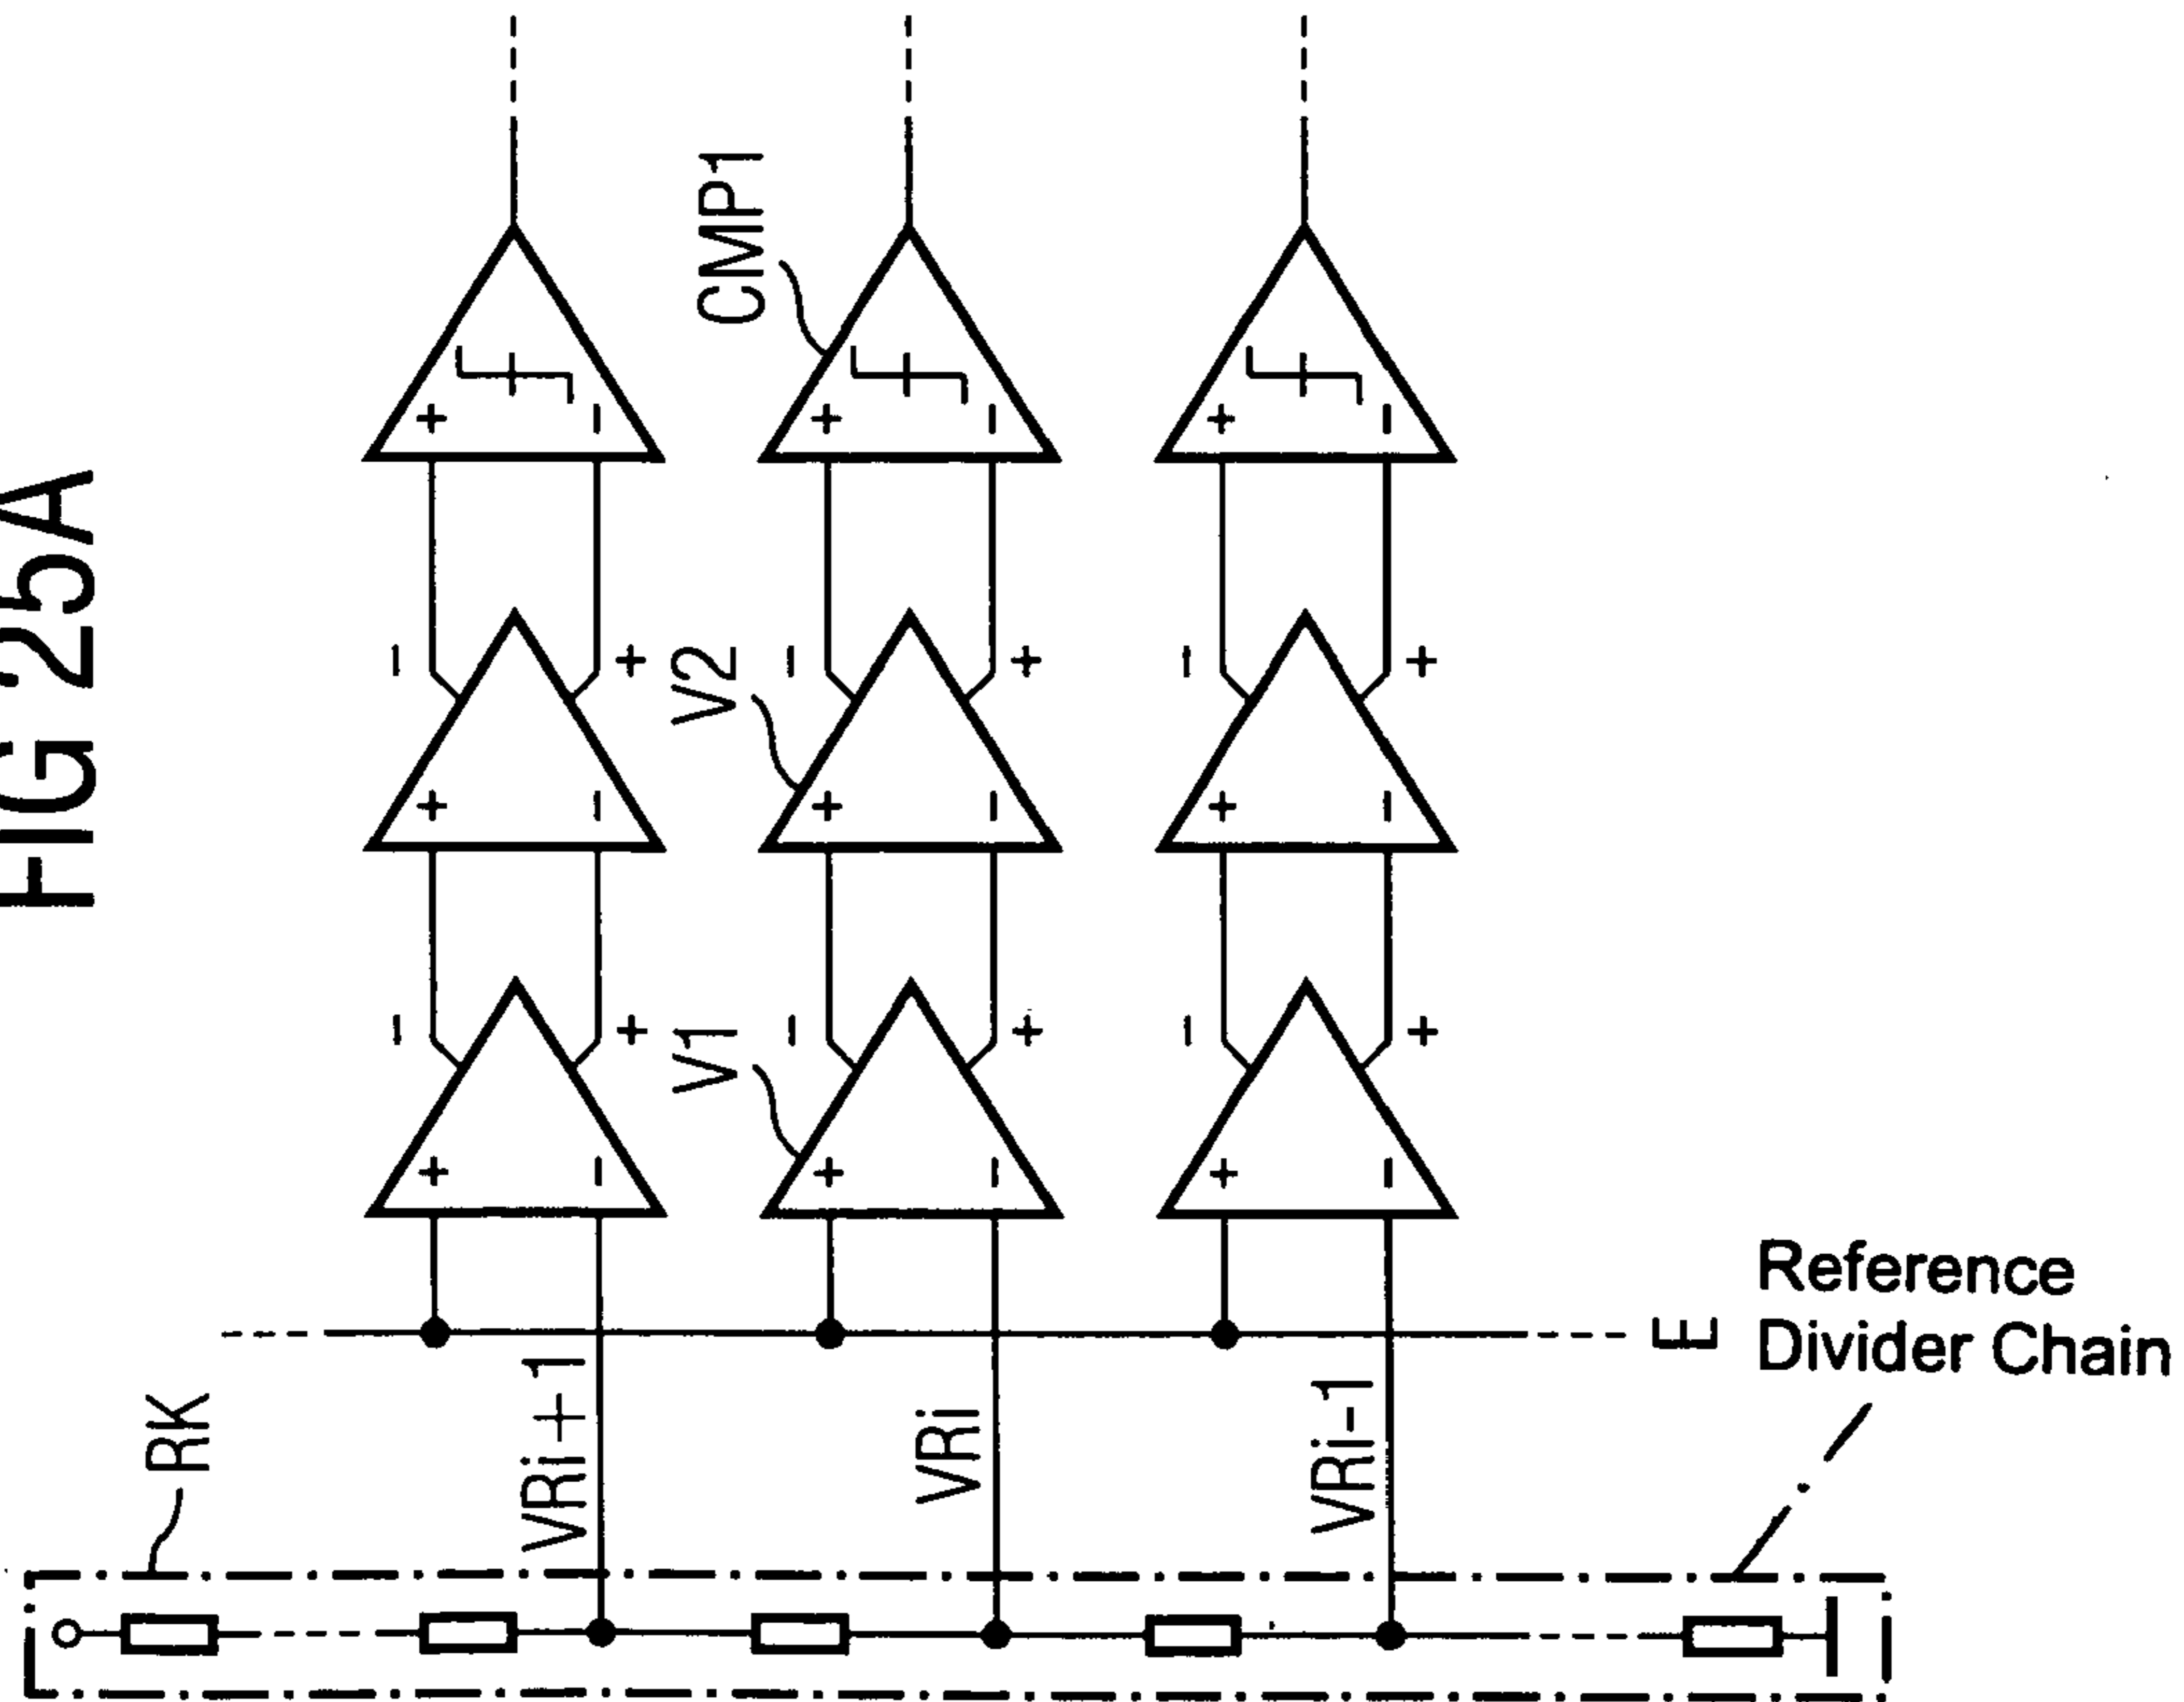 FIG 25A
CMP1
V2
V1
RK
VRi+1
VRi
VRi-1
E
Reference
Divider Chain
+
-
-
+
+
-
-
+
+
-
+
-
-
+
+
-
-
+
+
-
+
-
-
+
+
-
-
+
+
-